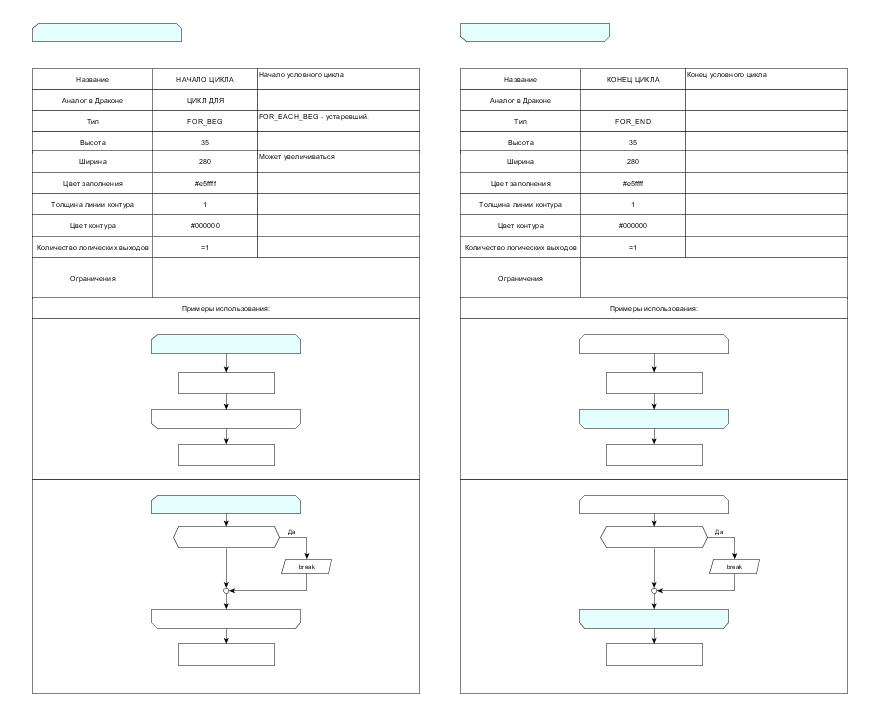 Название НАЧАЛО ЦИКЛА Начало условного цикла
Аналог в Драконе ЦИКЛ ДЛЯ
Тип FOR_BEG FOR_EACH_BEG - устаревший.
Высота 35
Ширина 280 Может увеличиваться
Цвет заполнения #e5ffff
Толщина линии контура 1
Цвет контура #000000
Количество логических выходов =1
Ограничения
Примеры использования:
Да
break
Название КОНЕЦ ЦИКЛА Конец условного цикла
Аналог в Драконе
Тип FOR_END
Высота 35
Ширина 280
Цвет заполнения #e5ffff
Толщина линии контура 1
Цвет контура #000000
Количество логических выходов =1
Ограничения
Примеры использования:
Да
break